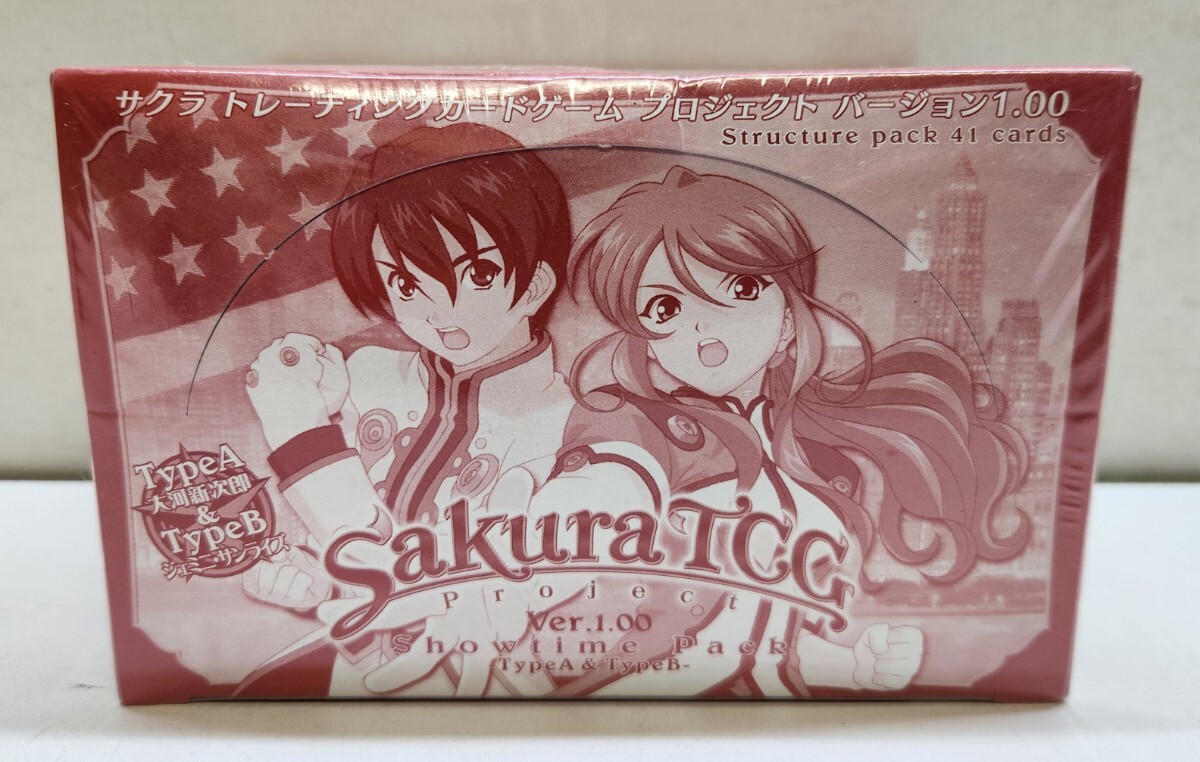 サクラ トレーディングカードゲーム プロジェクト バージョン1.00
Structure pack 41 cards
TypeA
大河新次郎
&
TypeB
ジェミニ・サンライズ
Sakura TCG
Project
Ver.1.00
Showtime Pack
-TypeA & TypeB-